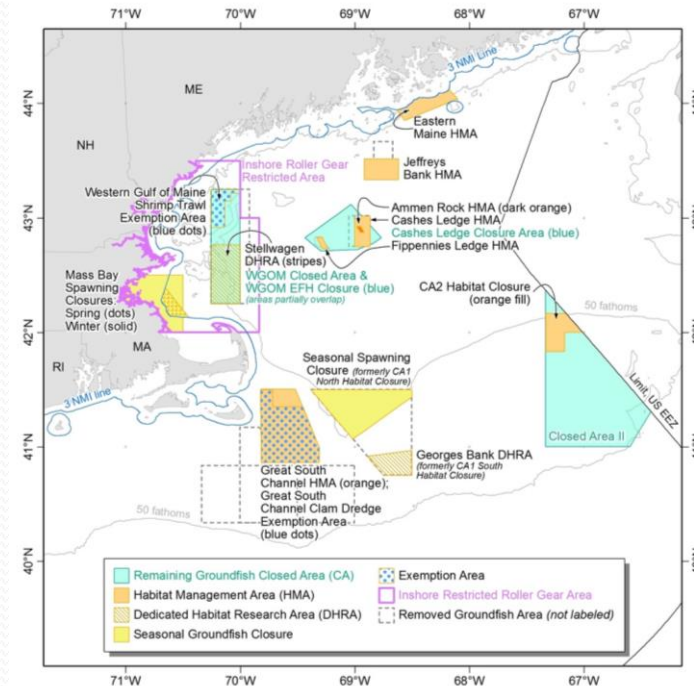 71°W 70°W 69°W 68°W 67°W
3 NMI Line
ME
44°N
Eastern
Maine HMA
NH
Inshore Roller Gear
Restricted Area
Jeffreys
Bank HMA
Western Gulf of Maine
Shrimp Trawl
Exemption Area
(blue dots)
43°N
Ammen Rock HMA (dark orange)
Cashes Ledge HMA
Cashes Ledge Closure Area (blue)
Fippennies Ledge HMA
Stellwagen
DHRA (stripes)
WGOM Closed Area &
WGOM EFH Closure (blue)
(areas partially overlap)
Mass Bay
Spawning
Closures:
Spring (dots)
Winter (solid)
CA2 Habitat Closure
(orange fill)
50 fathoms
42°N
MA
RI
Seasonal Spawning
Closure (formerly CA1
North Habitat Closure)
Limit, US EEZ
3 NMI line
41°N
Closed Area II
Georges Bank DHRA
(formerly CA1 South
Habitat Closure)
Great South
Channel HMA (orange);
Great South
Channel Clam Dredge
Exemption Area
(blue dots)
50 fathoms
40°N
Remaining Groundfish Closed Area (CA)
Habitat Management Area (HMA)
Dedicated Habitat Research Area (DHRA)
Seasonal Groundfish Closure
Exemption Area
Inshore Restricted Roller Gear Area
Removed Groundfish Area (not labeled)
71°W 70°W 69°W 68°W 67°W